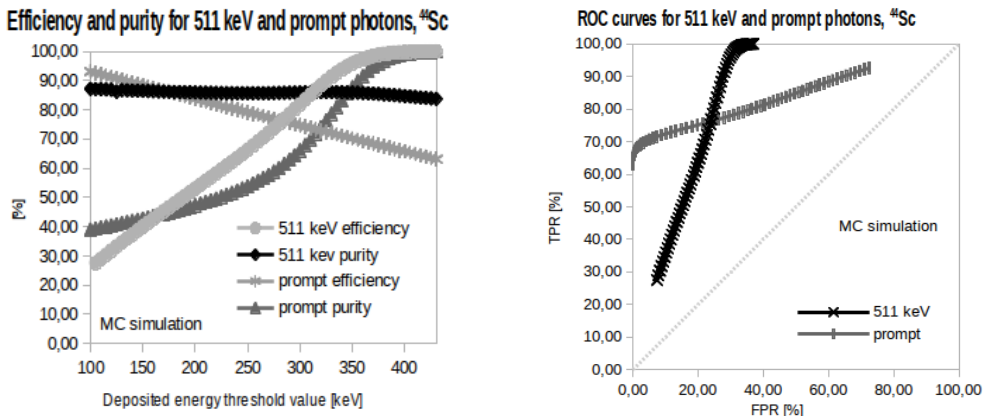 Efficiency and purity for 511 keV and prompt photons, ⁴⁴Sc
100,00
90,00
80,00
70,00
60,00
50,00
40,00
30,00
20,00
10,00
0,00
[%]
511 keV efficiency
511 kev purity
prompt efficiency
prompt purity
MC simulation
100
150
200
250
300
350
400
Deposited energy threshold value [keV]
ROC curves for 511 keV and prompt photons, ⁴⁴Sc
100,00
90,00
80,00
70,00
60,00
50,00
40,00
30,00
20,00
10,00
0,00
TPR [%]
MC simulation
511 keV
prompt
0,00
20,00
40,00
60,00
80,00
100,00
FPR [%]